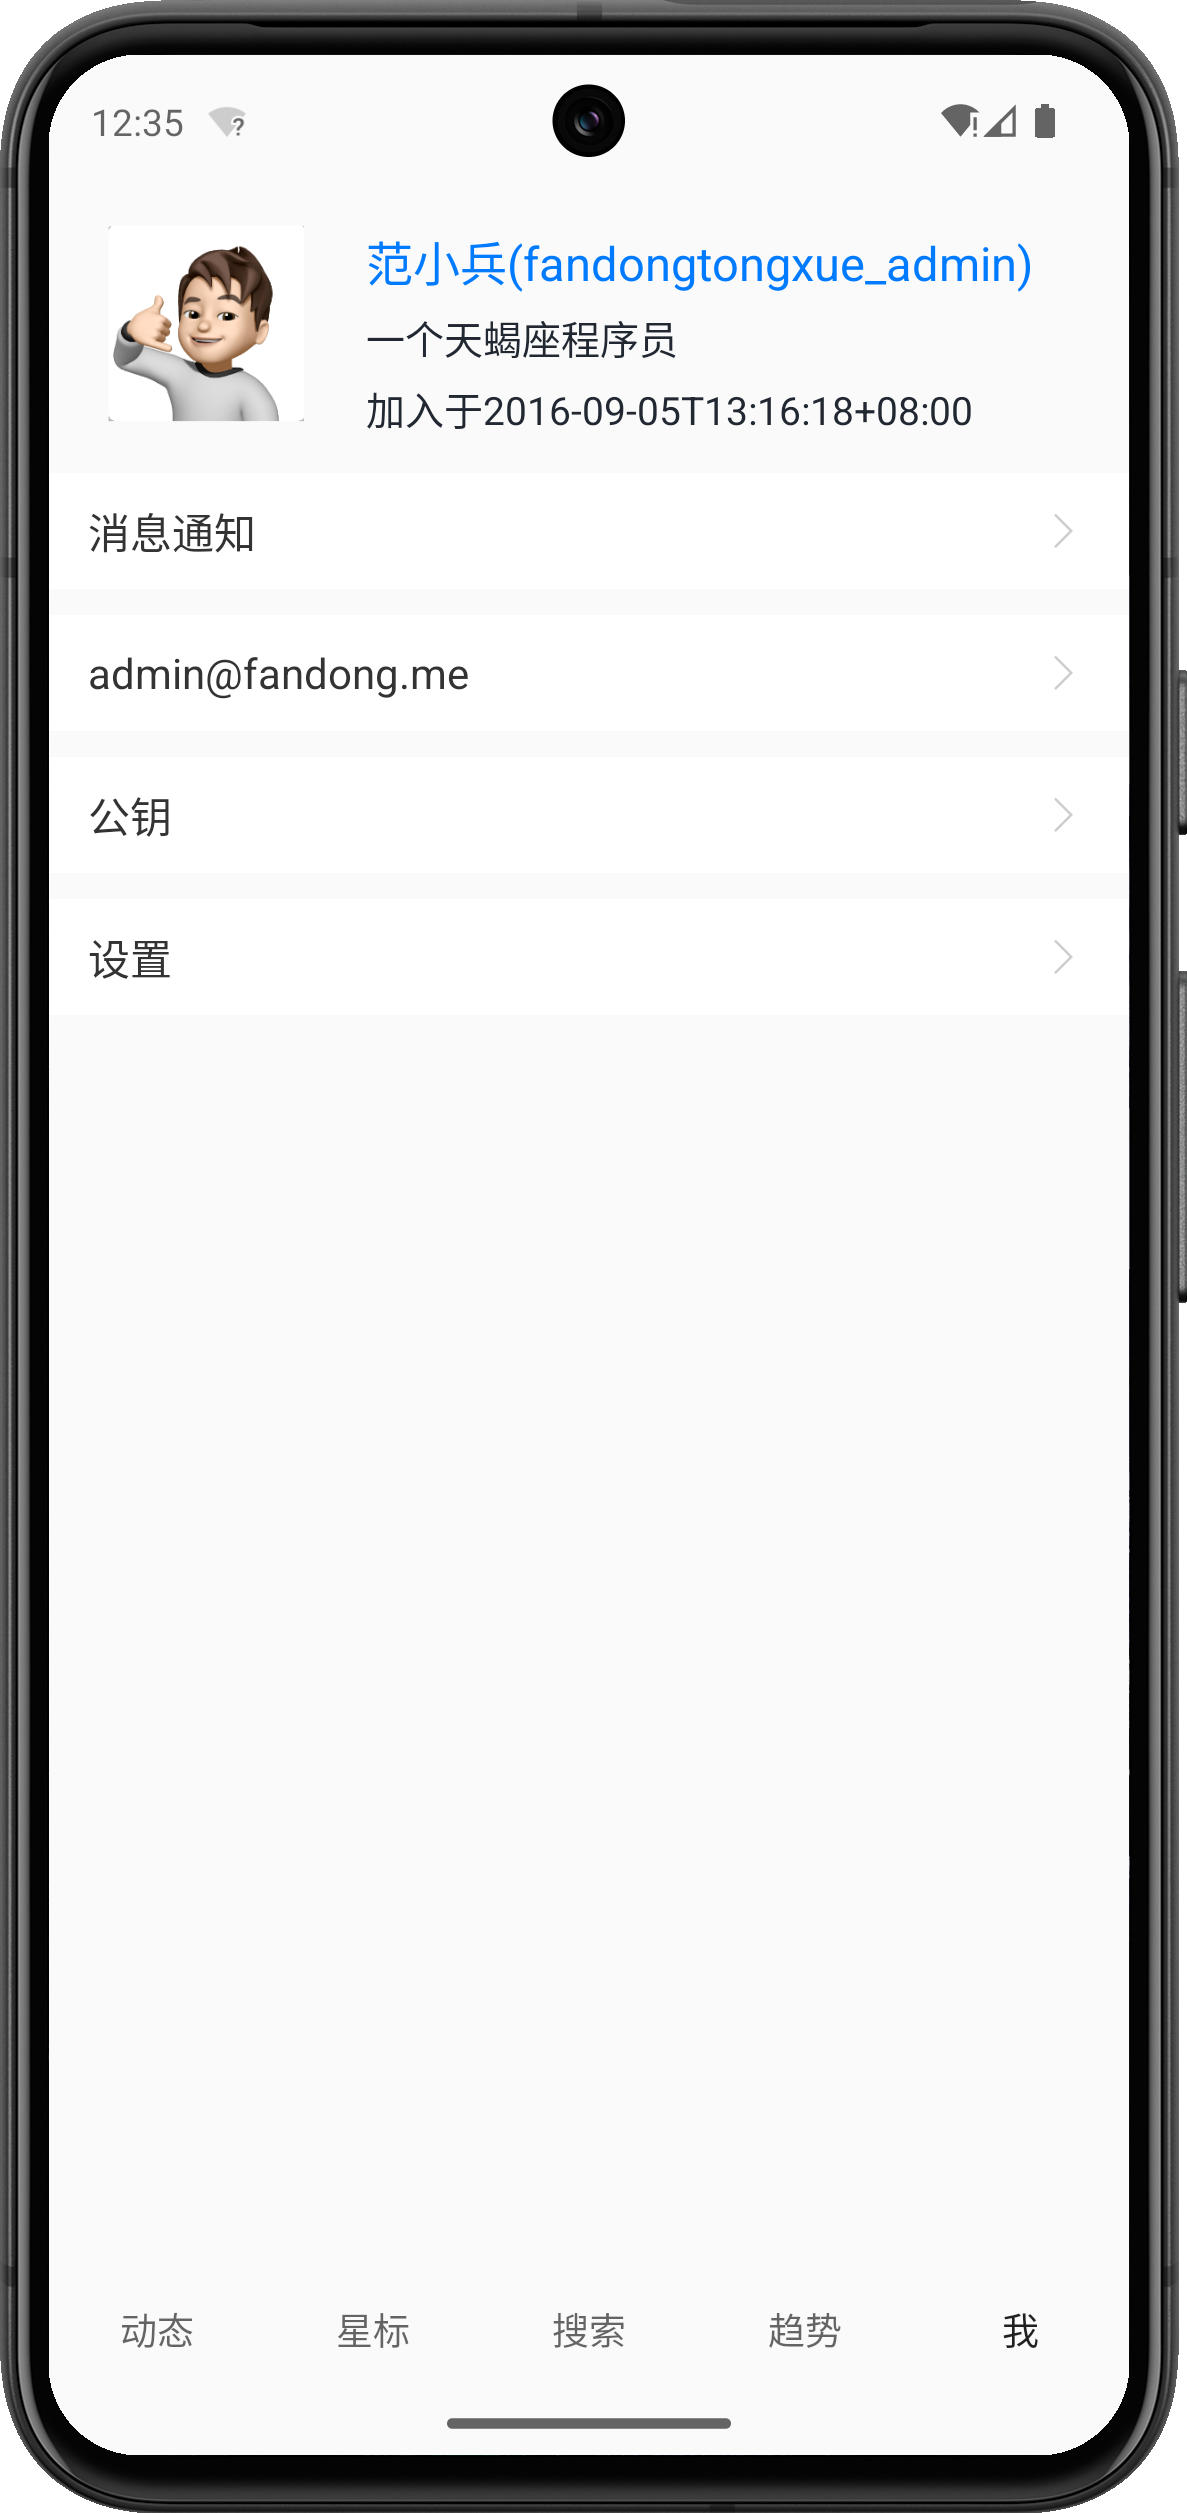 12:35
范小兵(fandongtongxue_admin)
一个天蝎座程序员
加入于2016-09-05T13:16:18+08:00
消息通知
admin@fandong.me
公钥
设置
动态 星标 搜索 趋势 我